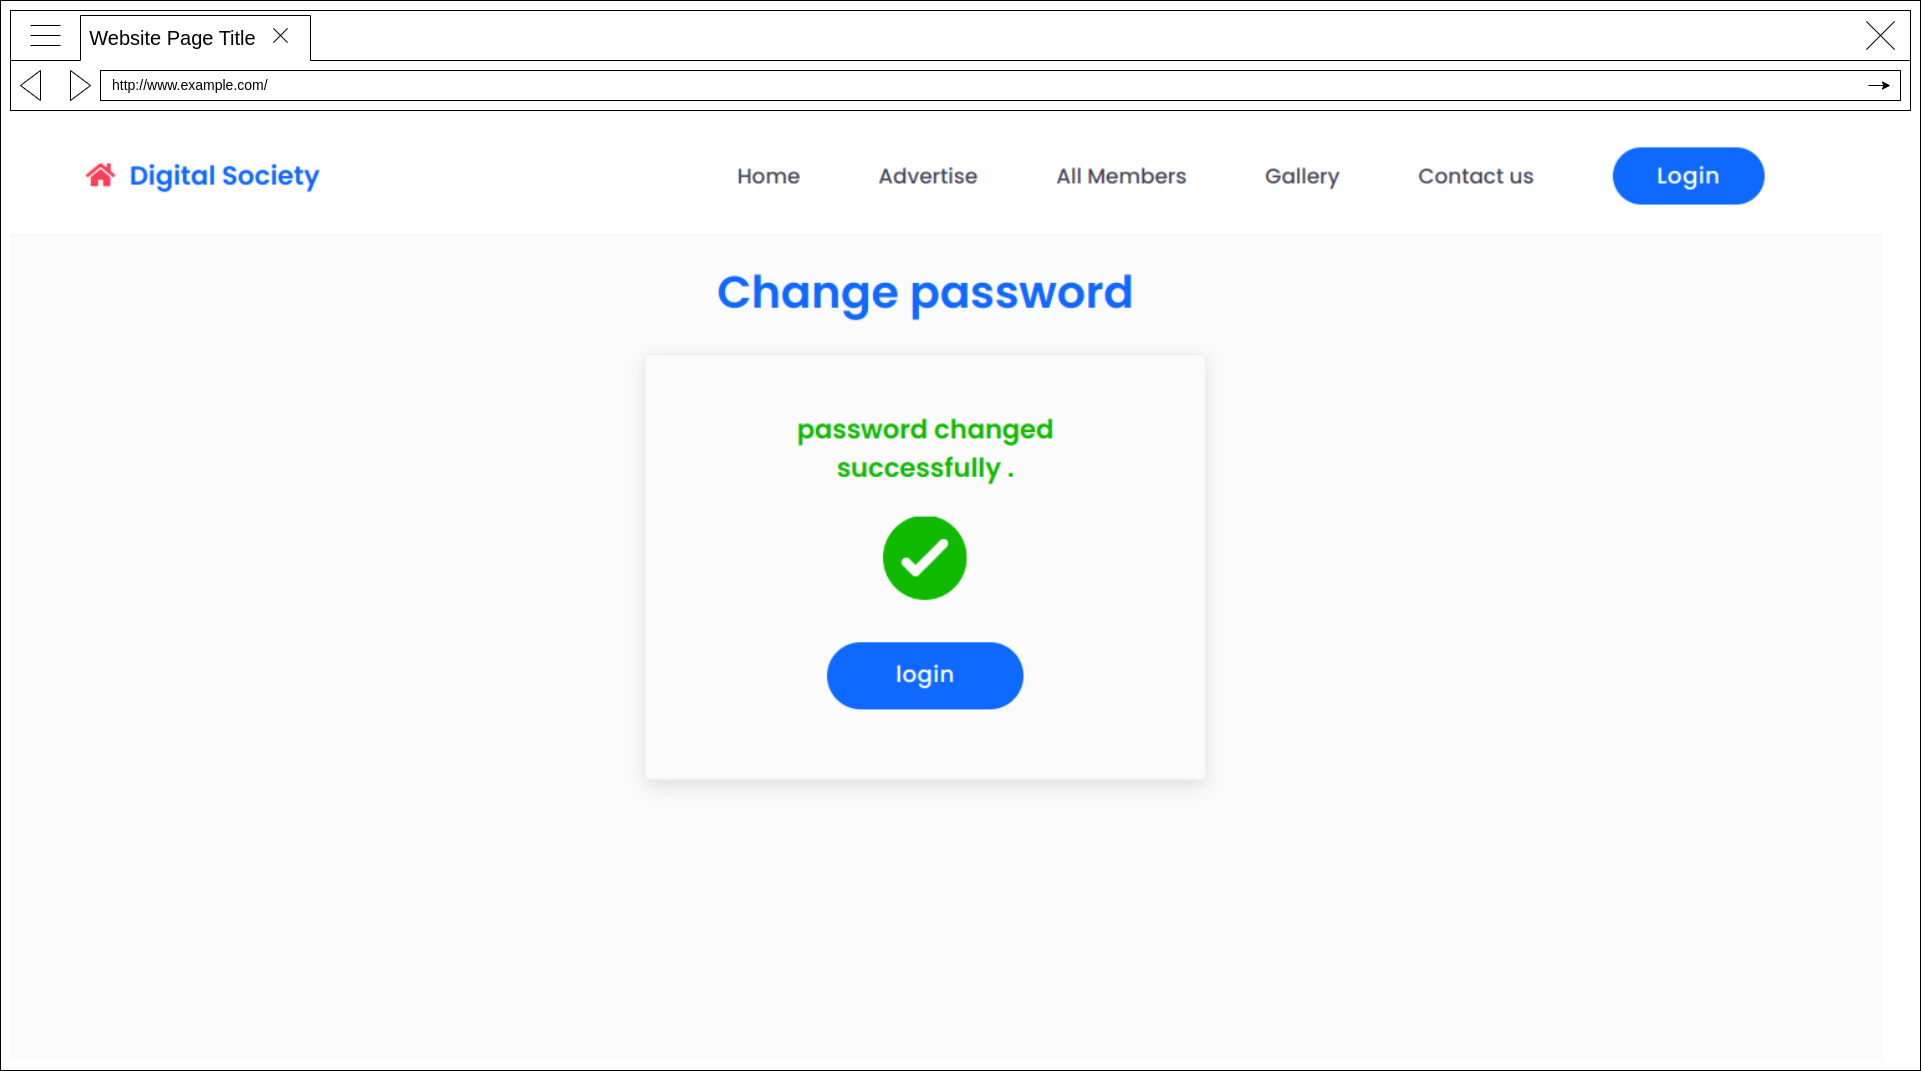 Website Page Title
http://www.example.com/
Digital Society
Home
Advertise
All Members
Gallery
Contact us
Login
Change password
password changed
successfully .
login